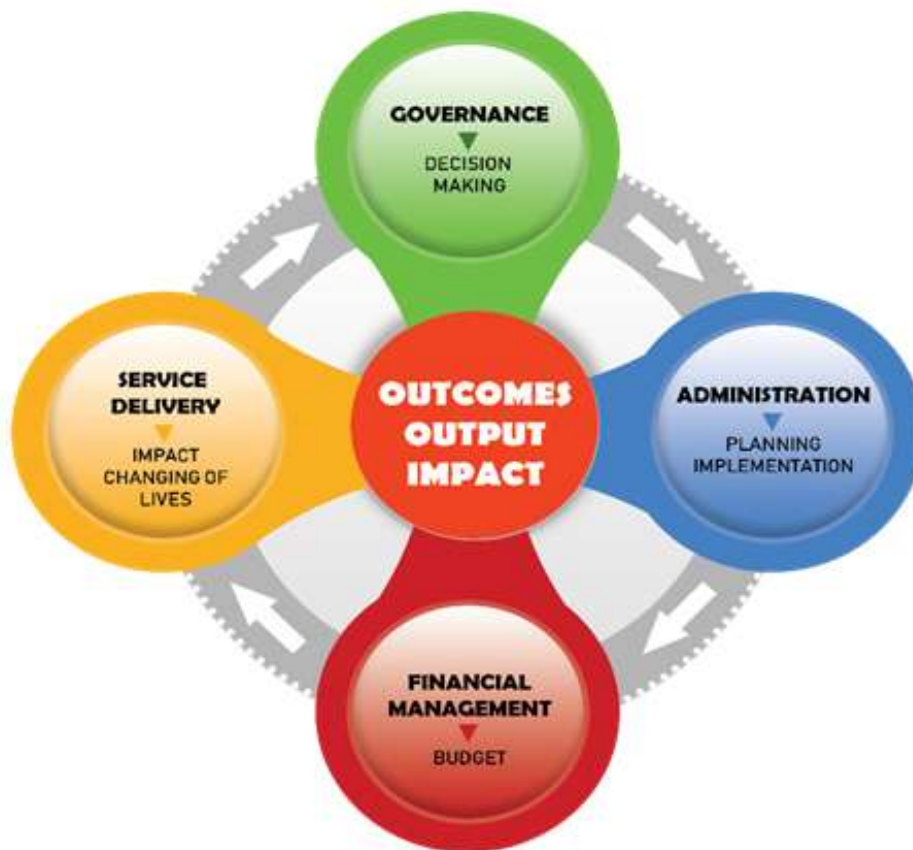 GOVERNANCE
DECISION
MAKING
SERVICE
DELIVERY
IMPACT
CHANGING OF
LIVES
OUTCOMES
OUTPUT
IMPACT
ADMINISTRATION
PLANNING
IMPLEMENTATION
FINANCIAL
MANAGEMENT
BUDGET